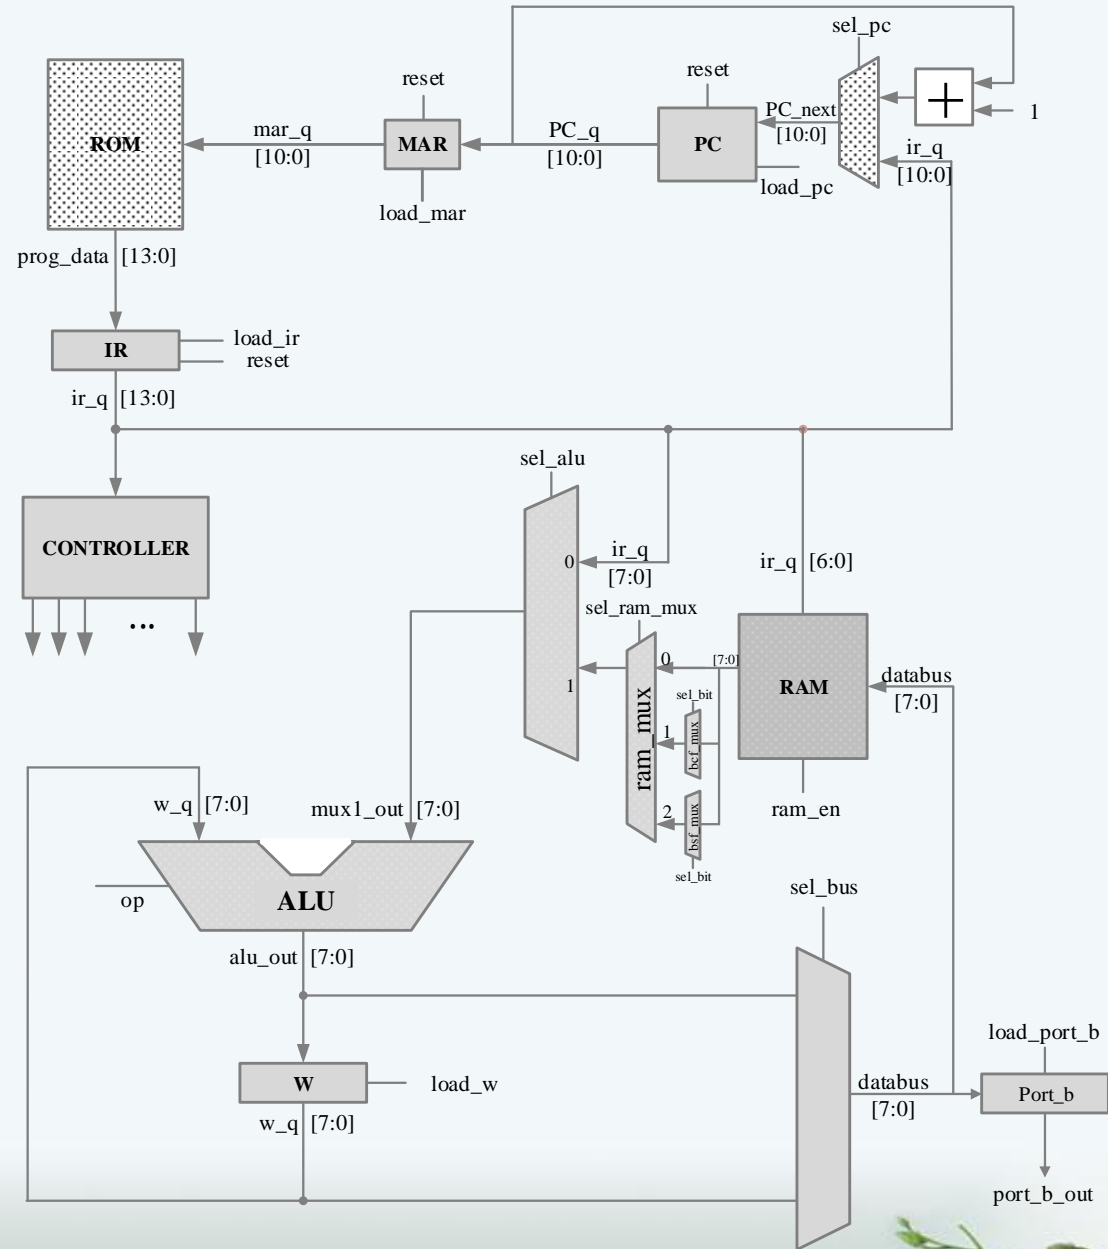 sel_pc
reset
reset
ROM
mar_q
[10:0]
MAR
load_mar
PC_q
[10:0]
PC
load_pc
PC_next
[10:0]
+
1
ir_q
[10:0]
prog_data [13:0]
IR
load_ir
reset
ir_q [13:0]
CONTROLLER
...
sel_alu
0
ir_q
[7:0]
1
sel_ram_mux
ram_mux
0
1
2
[7:0]
sel_bit
bcf_mux
bsf_mux
sel_bit
ir_q [6:0]
RAM
databus
[7:0]
ram_en
w_q [7:0]
mux1_out [7:0]
op
ALU
alu_out [7:0]
sel_bus
W
load_w
w_q [7:0]
databus
[7:0]
load_port_b
Port_b
port_b_out